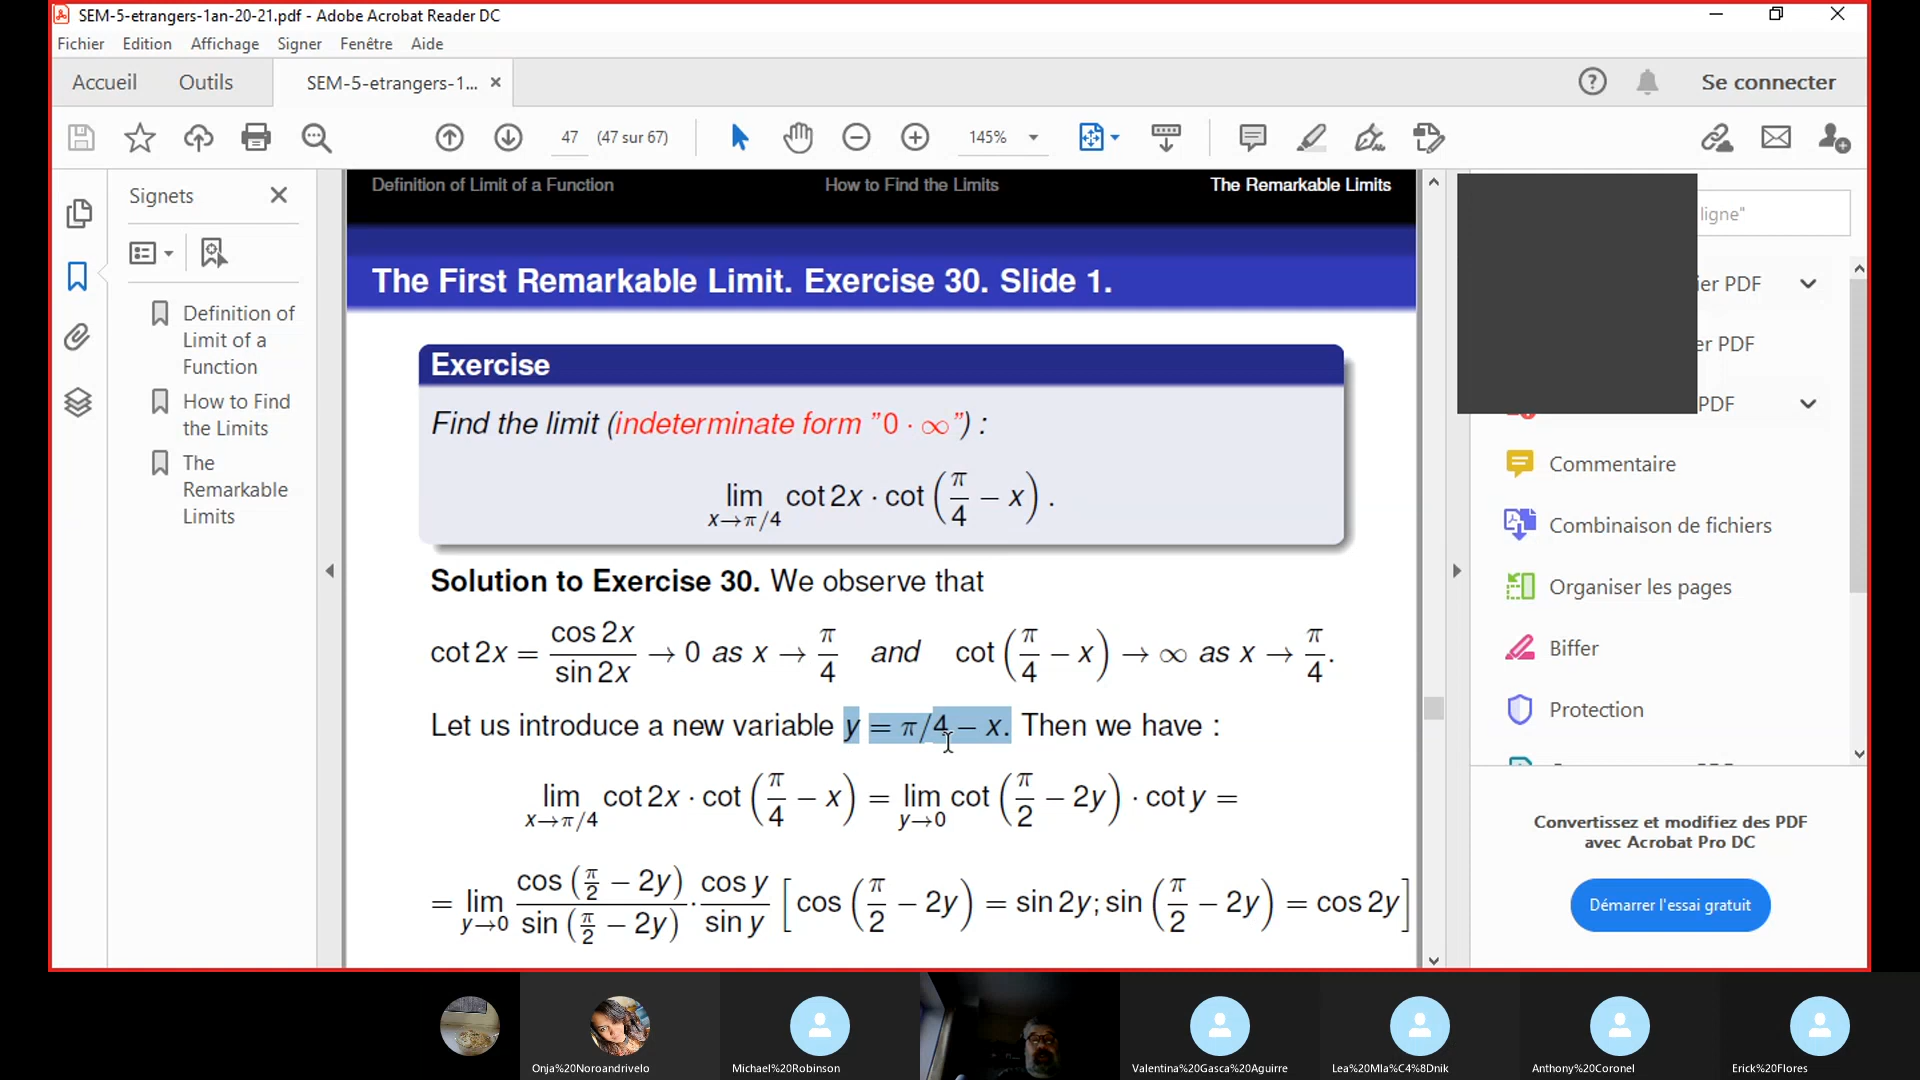 SEM-5-etrangers-1an-20-21.pdf - Adobe Acrobat Reader DC
Fichier Edition Affichage Signer Fenêtre Aide
Accueil Outils SEM-5-etrangers-1... × Se connecter
47 (47 sur 67) 145%
Signets
Definition of
Limit of a
Function
How to Find
the Limits
The
Remarkable
Limits
Definition of Limit of a Function How to Find the Limits The Remarkable Limits
The First Remarkable Limit. Exercise 30. Slide 1.
Exercise
Find the limit (indeterminate form "0 · ∞") :
lim x→π/4 cot 2x · cot (π/4 − x) .
Solution to Exercise 30. We observe that
cot 2x = cos 2x / sin 2x → 0 as x → π/4 and cot (π/4 − x) → ∞ as x → π/4.
Let us introduce a new variable y = π/4 − x. Then we have :
lim x→π/4 cot 2x · cot (π/4 − x) = lim y→0 cot (π/2 − 2y) · cot y =
= lim y→0 cos (π/2 − 2y) / sin (π/2 − 2y) · cos y / sin y [cos (π/2 − 2y) = sin 2y; sin (π/2 − 2y) = cos 2y]
ligne"
ier PDF
er PDF
PDF
Commentaire
Combinaison de fichiers
Organiser les pages
Biffer
Protection
Convertissez et modifiez des PDF
avec Acrobat Pro DC
Démarrer l'essai gratuit
Onja%20Noroandrivelo Michael%20Robinson Valentina%20Gasca%20Aguirre Lea%20Mla%C4%8Dnik Anthony%20Coronel Erick%20Flores